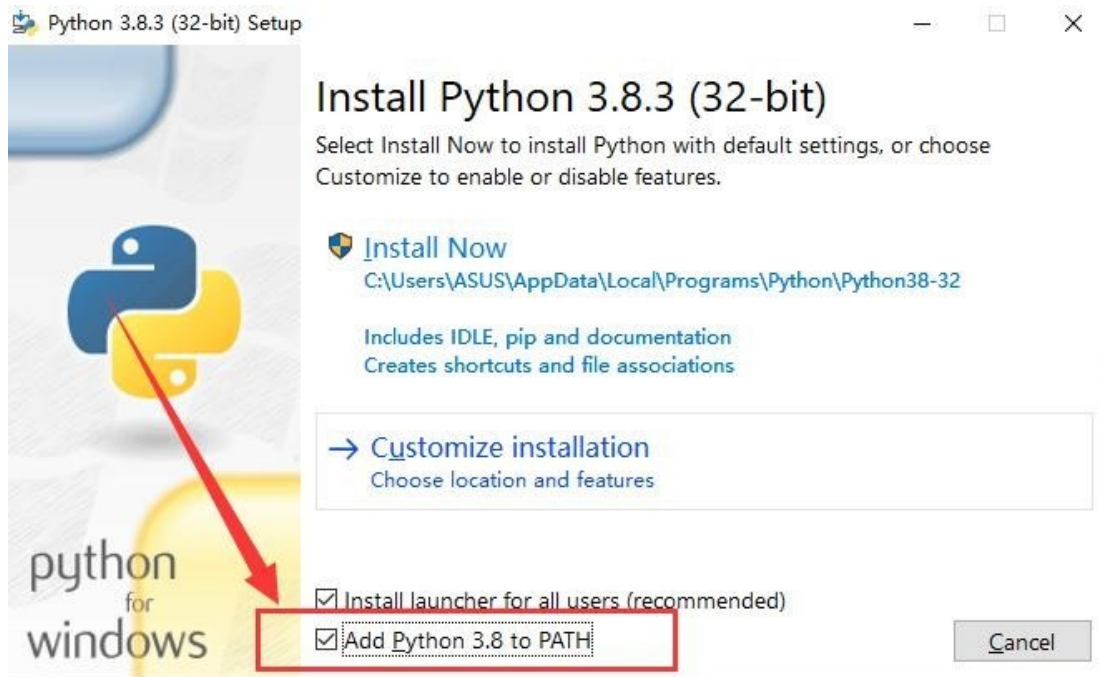 Python 3.8.3 (32-bit) Setup
Install Python 3.8.3 (32-bit)
Select Install Now to install Python with default settings, or choose
Customize to enable or disable features.
Install Now
C:\Users\ASUS\AppData\Local\Programs\Python\Python38-32
Includes IDLE, pip and documentation
Creates shortcuts and file associations
Customize installation
Choose location and features
python
for
windows
Install launcher for all users (recommended)
Add Python 3.8 to PATH
Cancel